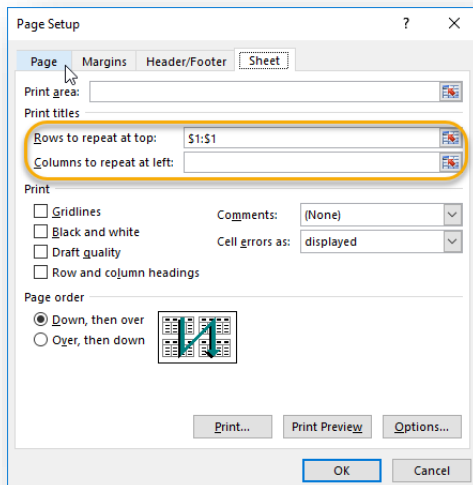 Page Setup ? ×
Page Margins Header/Footer Sheet
Print area:
Print titles
Rows to repeat at top: $1:$1
Columns to repeat at left:
Print
Gridlines Comments: (None)
Black and white Cell errors as: displayed
Draft quality
Row and column headings
Page order
Down, then over
Over, then down
Print... Print Preview Options...
OK Cancel